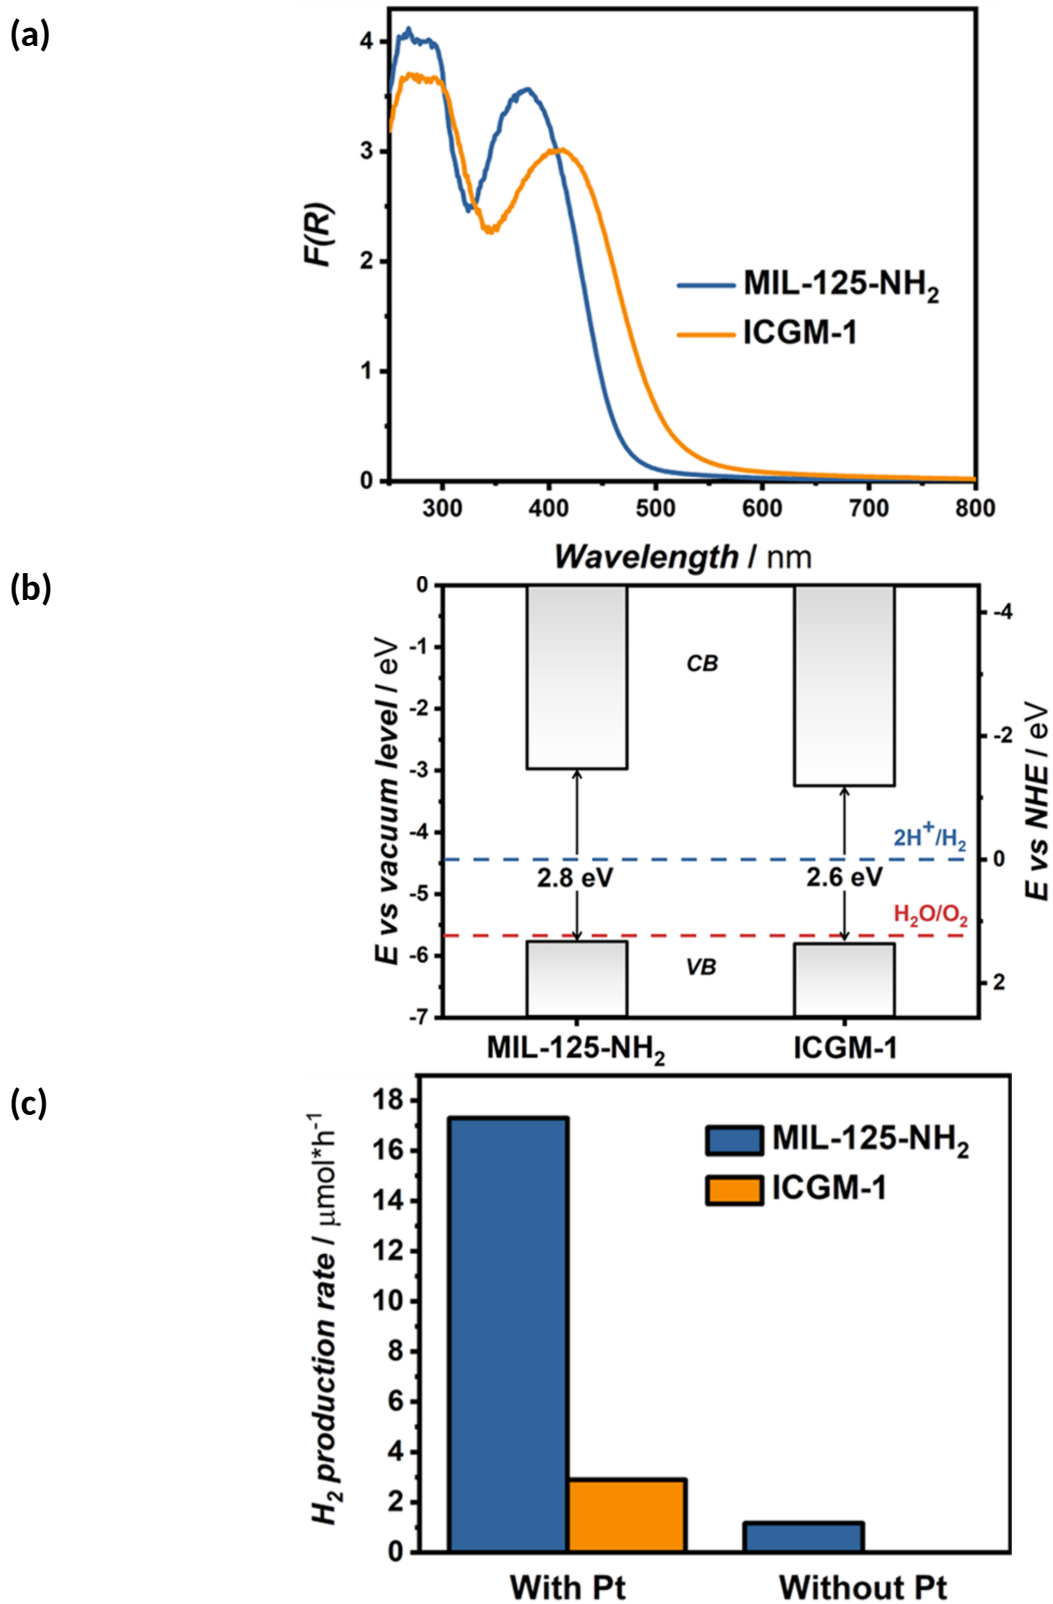 (a)
4
3
2
1
0
F(R)
MIL-125-NH₂
ICGM-1
300 400 500 600 700 800
Wavelength / nm
(b)
0
-1
-2
-3
-4
-5
-6
-7
E vs vacuum level / eV
CB
2H⁺/H₂
2.8 eV
2.6 eV
H₂O/O₂
VB
-4
-2
0
2
E vs NHE / eV
MIL-125-NH₂ ICGM-1
(c)
18
16
14
12
10
8
6
4
2
0
H₂ production rate / μmol*h⁻¹
MIL-125-NH₂
ICGM-1
With Pt Without Pt